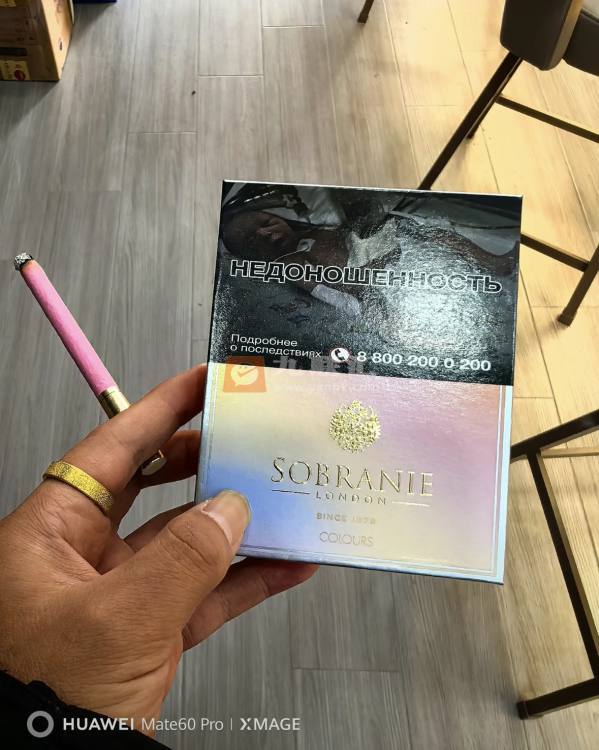 НЕДОНОШЕННОСТЬ
Подробнее
о последствиях 8 800 200 0 200
SOBRANIE
LONDON
SINCE 1879
COLOURS
HUAWEI Mate60 Pro | XMAGE